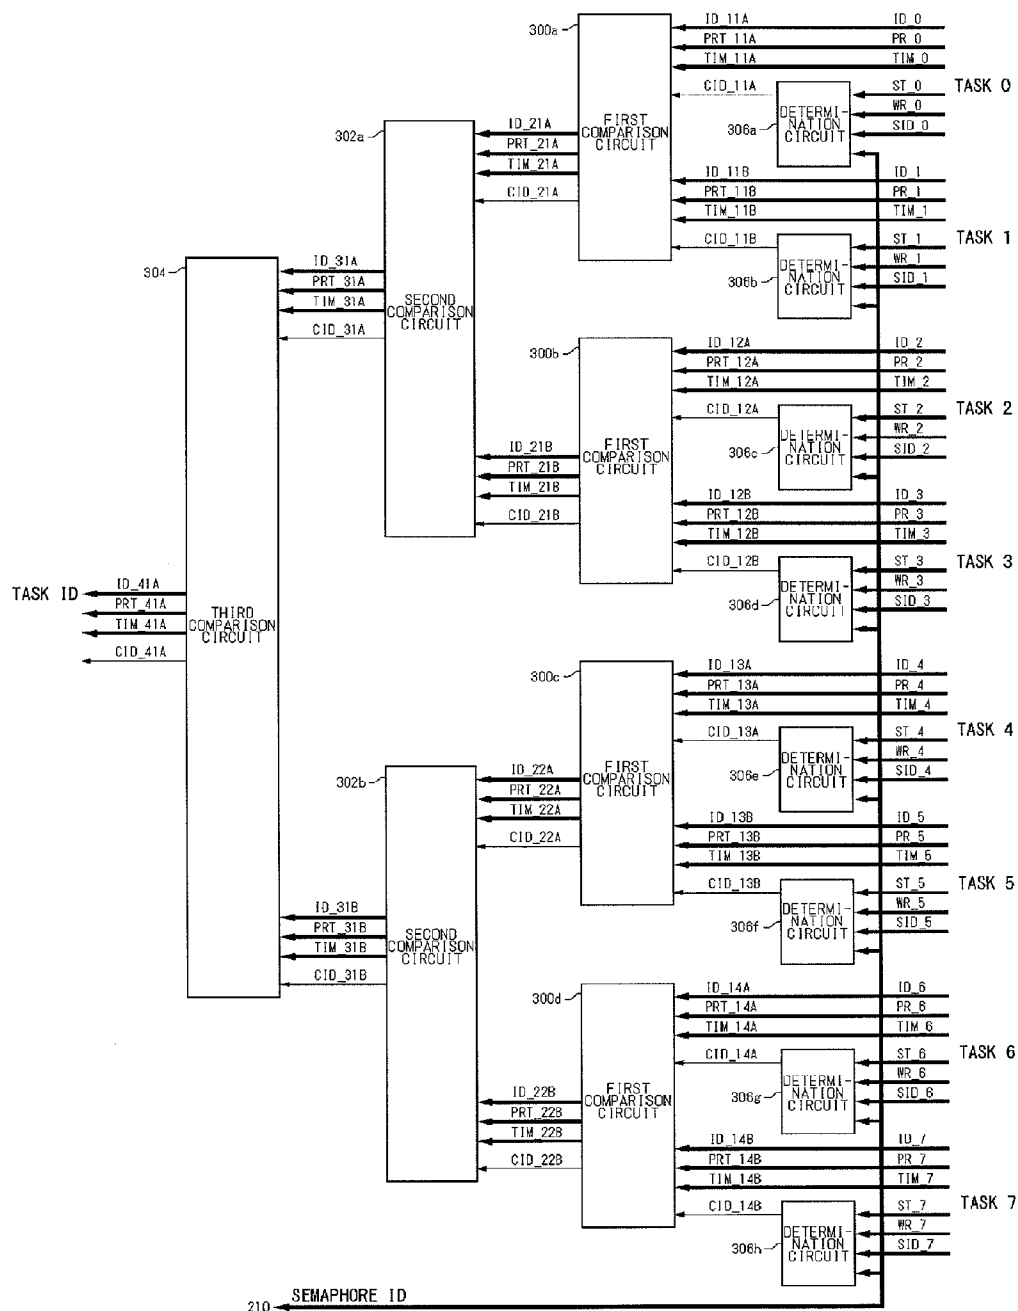 300a
ID_11A
ID_0
PRT_11A
PR_0
TIM_11A
TIM_0
TASK 0
CID_11A
ST_0
WR_0
SID_0
306a
DETERMI-
NATION
CIRCUIT
FIRST
COMPARISON
CIRCUIT
302a
ID_21A
PRT_21A
TIM_21A
CID_21A
ID_11B
ID_1
PRT_11B
PR_1
TIM_11B
TIM_1
TASK 1
CID_11B
ST_1
WR_1
SID_1
306b
DETERMI-
NATION
CIRCUIT
304
ID_31A
PRT_31A
TIM_31A
CID_31A
SECOND
COMPARISON
CIRCUIT
300b
ID_12A
ID_2
PRT_12A
PR_2
TIM_12A
TIM_2
TASK 2
CID_12A
ST_2
WR_2
SID_2
306c
DETERMI-
NATION
CIRCUIT
ID_21B
PRT_21B
TIM_21B
CID_21B
FIRST
COMPARISON
CIRCUIT
ID_12B
ID_3
PRT_12B
PR_3
TIM_12B
TIM_3
TASK 3
CID_12B
ST_3
WR_3
SID_3
306d
DETERMI-
NATION
CIRCUIT
TASK ID
ID_41A
PRT_41A
TIM_41A
CID_41A
THIRD
COMPARISON
CIRCUIT
300c
ID_13A
ID_4
PRT_13A
PR_4
TIM_13A
TIM_4
TASK 4
CID_13A
ST_4
WR_4
SID_4
306e
DETERMI-
NATION
CIRCUIT
302b
ID_22A
PRT_22A
TIM_22A
CID_22A
FIRST
COMPARISON
CIRCUIT
ID_13B
ID_5
PRT_13B
PR_5
TIM_13B
TIM_5
TASK 5
CID_13B
ST_5
WR_5
SID_5
306f
DETERMI-
NATION
CIRCUIT
ID_31B
PRT_31B
TIM_31B
CID_31B
SECOND
COMPARISON
CIRCUIT
300d
ID_14A
ID_6
PRT_14A
PR_6
TIM_14A
TIM_6
TASK 6
CID_14A
ST_6
WR_6
SID_6
306g
DETERMI-
NATION
CIRCUIT
ID_22B
PRT_22B
TIM_22B
CID_22B
FIRST
COMPARISON
CIRCUIT
ID_14B
ID_7
PRT_14B
PR_7
TIM_14B
TIM_7
TASK 7
CID_14B
ST_7
WR_7
SID_7
306h
DETERMI-
NATION
CIRCUIT
SEMAPHORE ID
210